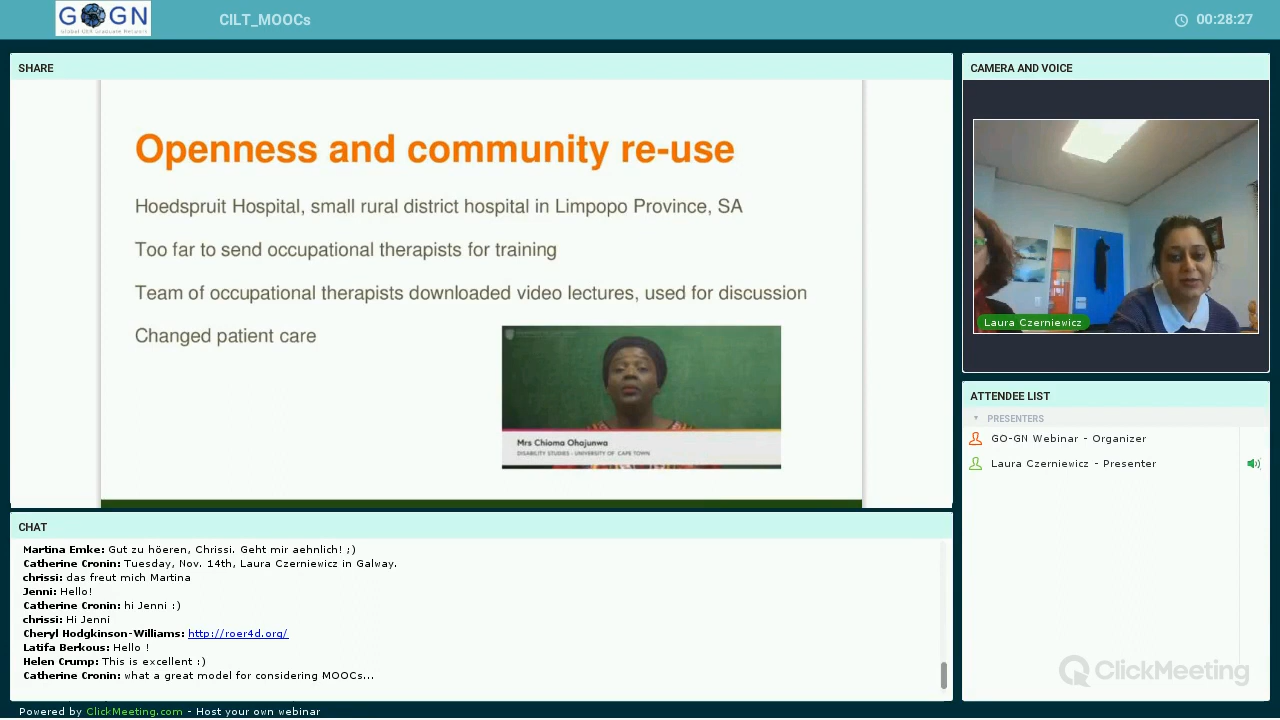 GOGN
Global OER Graduate Network
CILT_MOOCs
00:28:27
SHARE
Openness and community re-use
Hoedspruit Hospital, small rural district hospital in Limpopo Province, SA
Too far to send occupational therapists for training
Team of occupational therapists downloaded video lectures, used for discussion
Changed patient care
Mrs Chioma Ohajunwa
DISABILITY STUDIES - UNIVERSITY OF CAPE TOWN
CAMERA AND VOICE
Laura Czerniewicz
ATTENDEE LIST
PRESENTERS
GO-GN Webinar - Organizer
Laura Czerniewicz - Presenter
CHAT
Martina Emke: Gut zu höeren, Chrissi. Geht mir aehnlich! ;)
Catherine Cronin: Tuesday, Nov. 14th, Laura Czerniewicz in Galway.
chrissi: das freut mich Martina
Jenni: Hello!
Catherine Cronin: hi Jenni :)
chrissi: Hi Jenni
Cheryl Hodgkinson-Williams: http://roer4d.org/
Latifa Berkous: Hello !
Helen Crump: This is excellent :)
Catherine Cronin: what a great model for considering MOOCs...
ClickMeeting
Powered by ClickMeeting.com - Host your own webinar